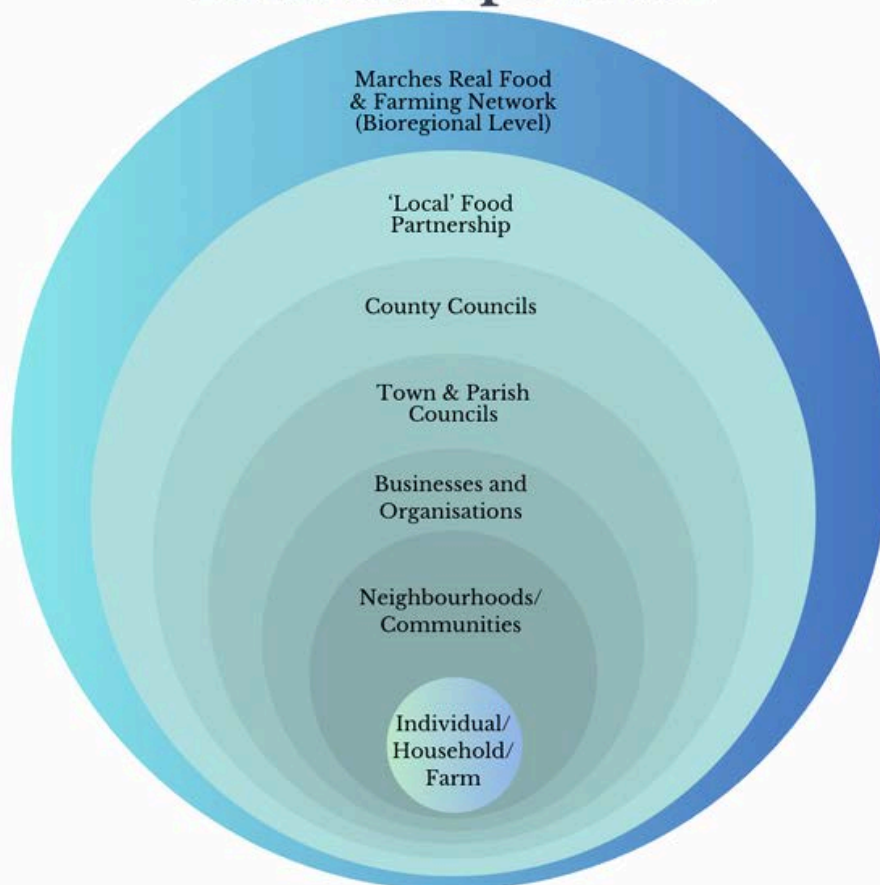 Marches Real Food
& Farming Network
(Bioregional Level)
‘Local’ Food
Partnership
County Councils
Town & Parish
Councils
Businesses and
Organisations
Neighbourhoods/
Communities
Individual/
Household/
Farm